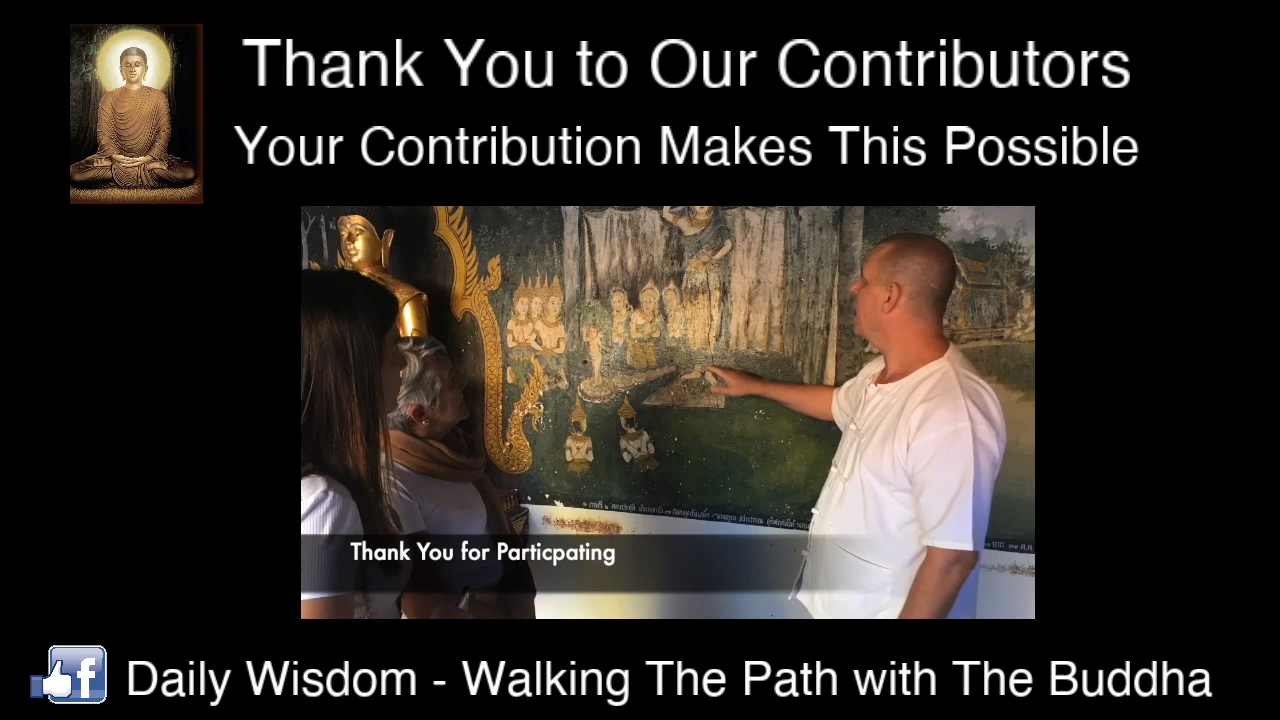 Thank You to Our Contributors
Your Contribution Makes This Possible
Thank You for Particpating
f Daily Wisdom - Walking The Path with The Buddha